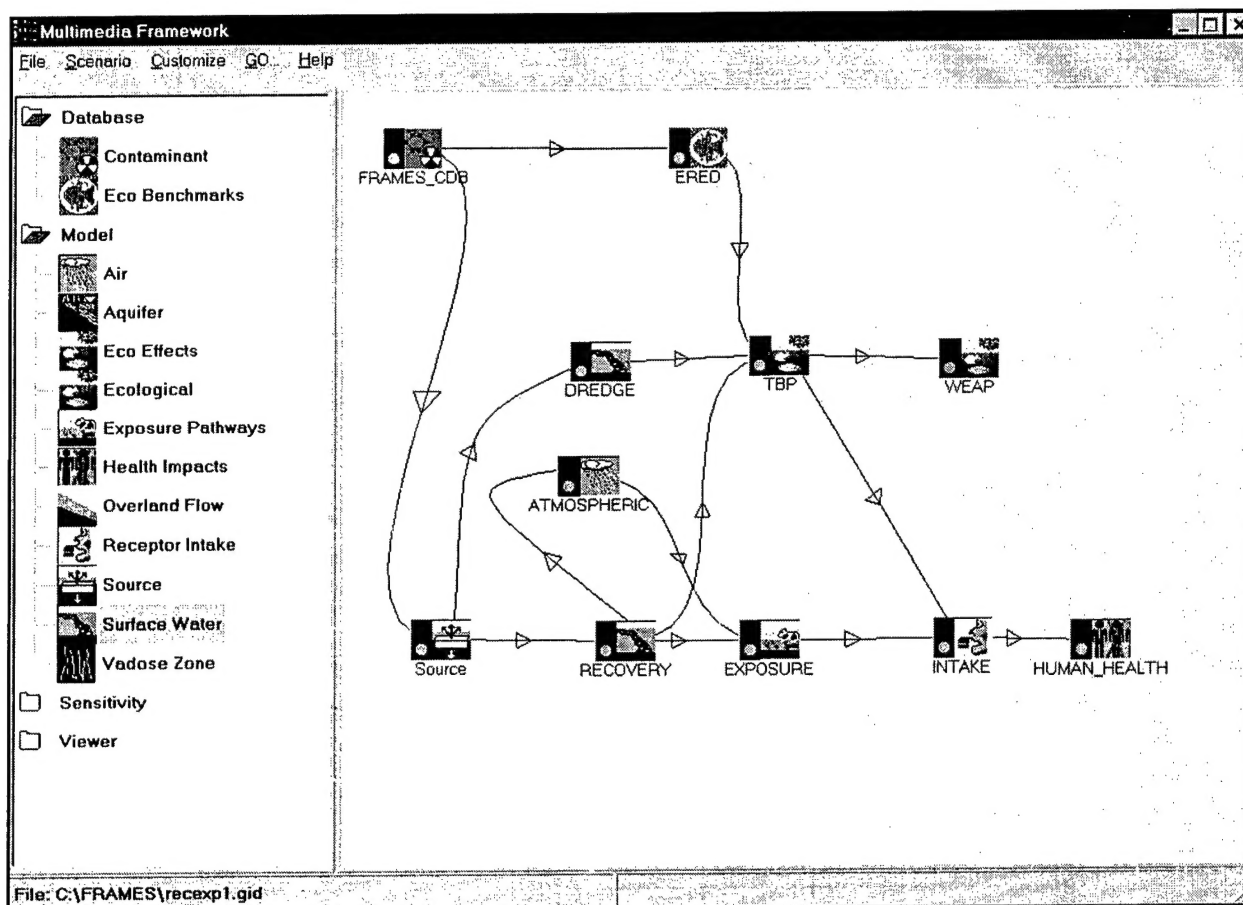 Multimedia Framework
File Scenario Customize GO... Help
Database
Contaminant
Eco Benchmarks
Model
Air
Aquifer
Eco Effects
Ecological
Exposure Pathways
Health Impacts
Overland Flow
Receptor Intake
Source
Surface Water
Vadose Zone
Sensitivity
Viewer
FRAMES_CDB
ERED
DREDGE
TBP
WEAP
ATMOSPHERIC
Source
RECOVERY
EXPOSURE
INTAKE
HUMAN_HEALTH
File: C:\FRAMES\recexp1.gid